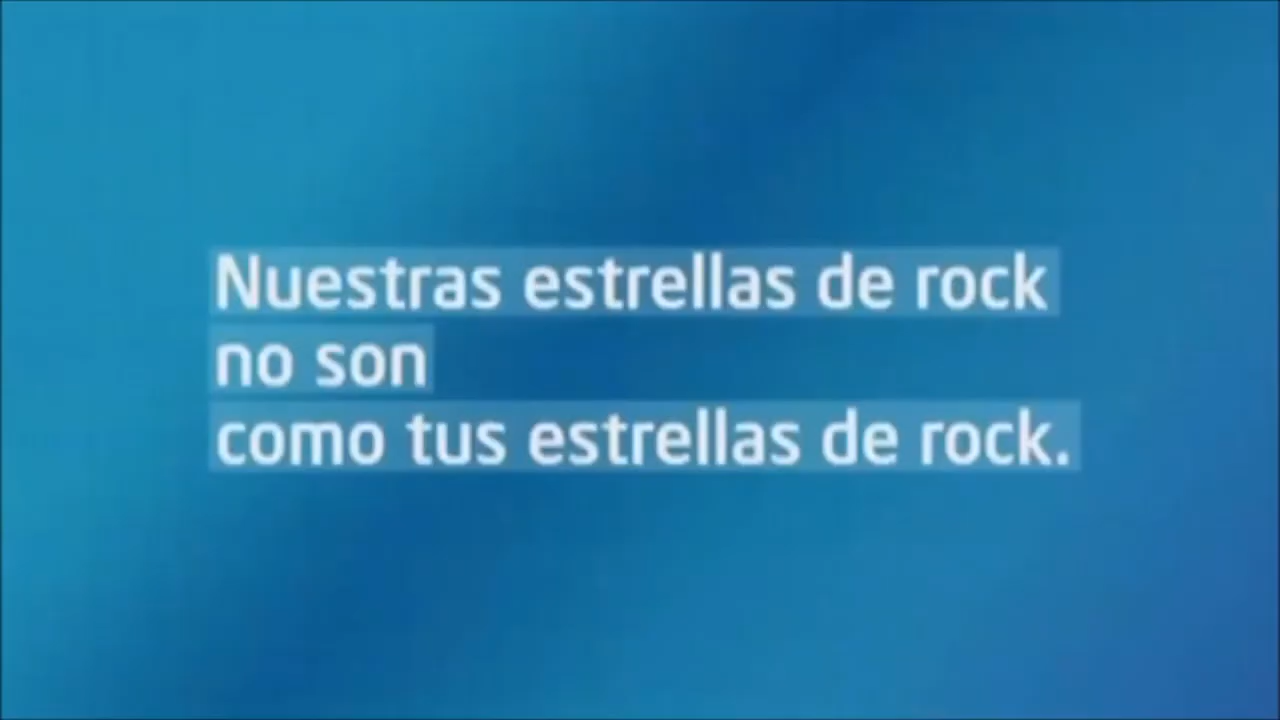 Nuestras estrellas de rock
no son
como tus estrellas de rock.